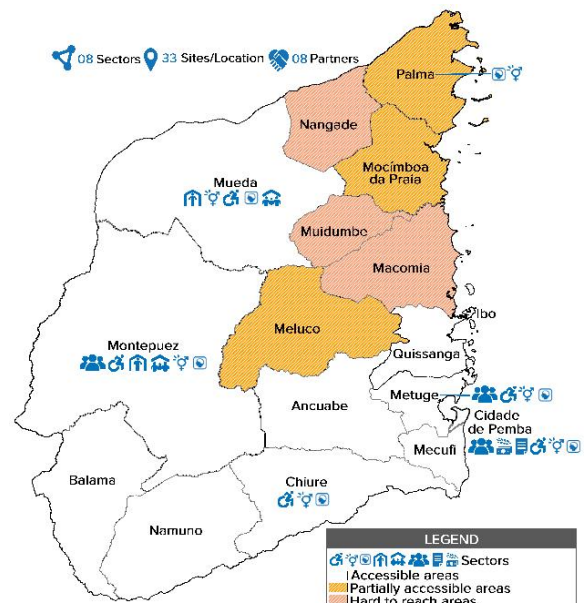 08 Sectors 33 Sites/Location 08 Partners
Palma
Nangade
Mocímboa
da Praia
Mueda
Muidumbe
Macomia
Meluco
Ibo
Montepuez
Quissanga
Ancuabe
Metuge
Cidade
de Pemba
Mecufi
Balama
Chiure
Namuno
LEGEND
Sectors
Accessible areas
Partially accessible areas
Hard to reach areas